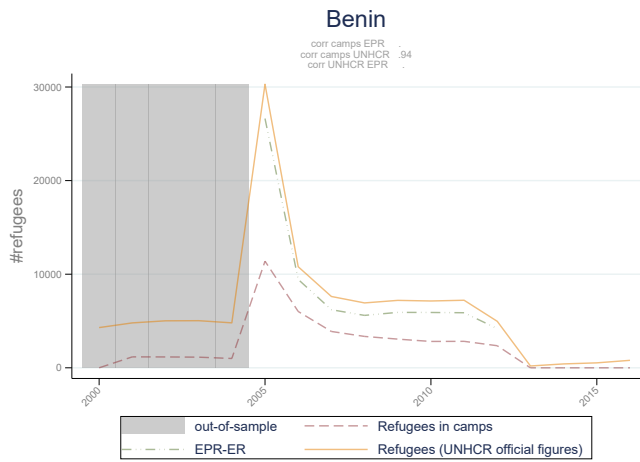 Benin
corr camps EPR .
corr camps UNHCR .94
corr UNHCR EPR .
#refugees
30000
20000
10000
0
2000
2005
2010
2015
out-of-sample
Refugees in camps
EPR-ER
Refugees (UNHCR official figures)